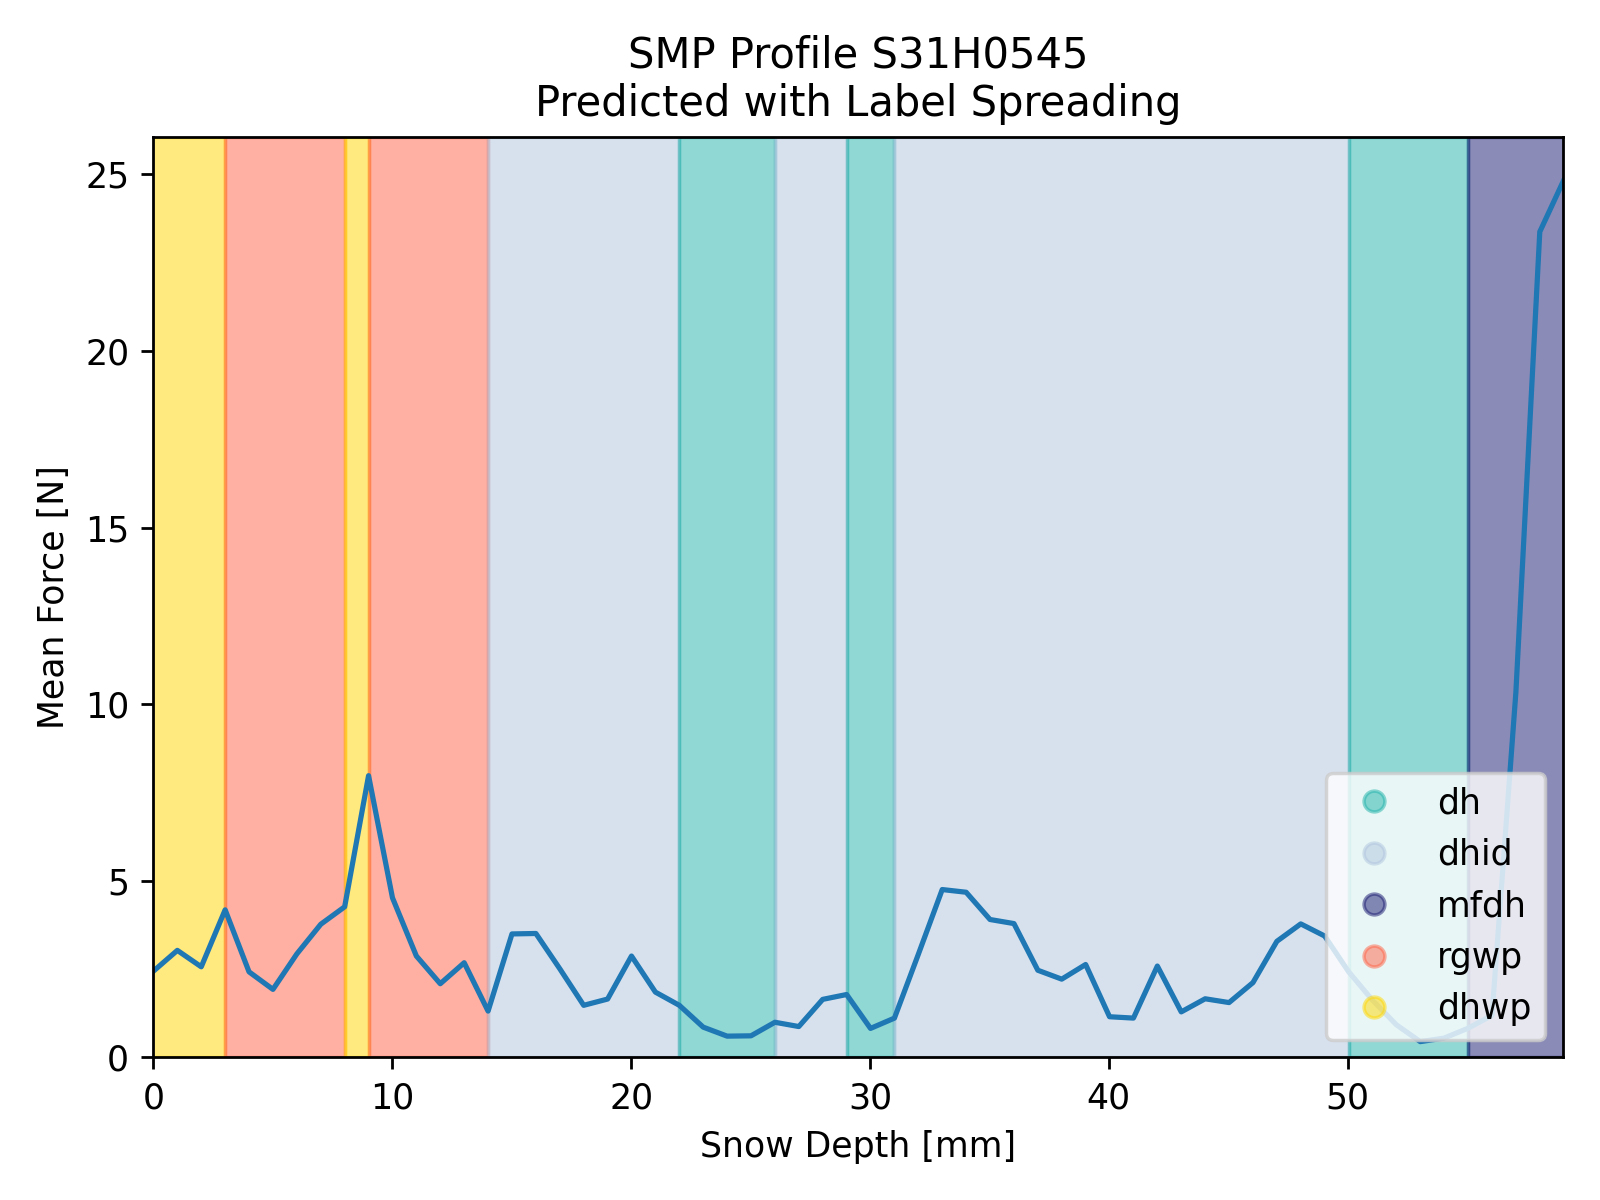 SMP Profile S31H0545
Predicted with Label Spreading
Mean Force [N]
25
20
15
10
5
0
0 10 20 30 40 50
Snow Depth [mm]
dh
dhid
mfdh
rgwp
dhwp